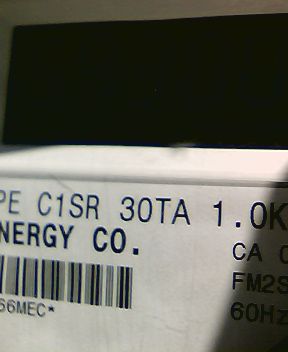 PE C1SR 30TA 1.0K
NERGY CO.
CA
FM2S
60Hz
66MEC*